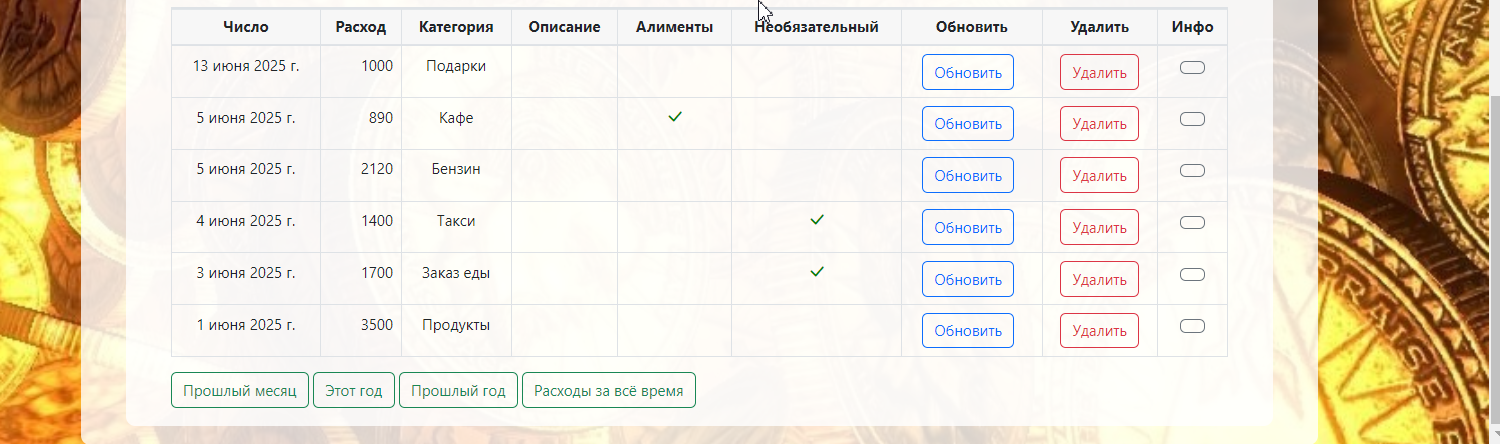 Число Расход Категория Описание Алименты Необязательный Обновить Удалить Инфо
13 июня 2025 г. 1000 Подарки Обновить Удалить
5 июня 2025 г. 890 Кафе Обновить Удалить
5 июня 2025 г. 2120 Бензин Обновить Удалить
4 июня 2025 г. 1400 Такси Обновить Удалить
3 июня 2025 г. 1700 Заказ еды Обновить Удалить
1 июня 2025 г. 3500 Продукты Обновить Удалить
Прошлый месяц Этот год Прошлый год Расходы за всё время